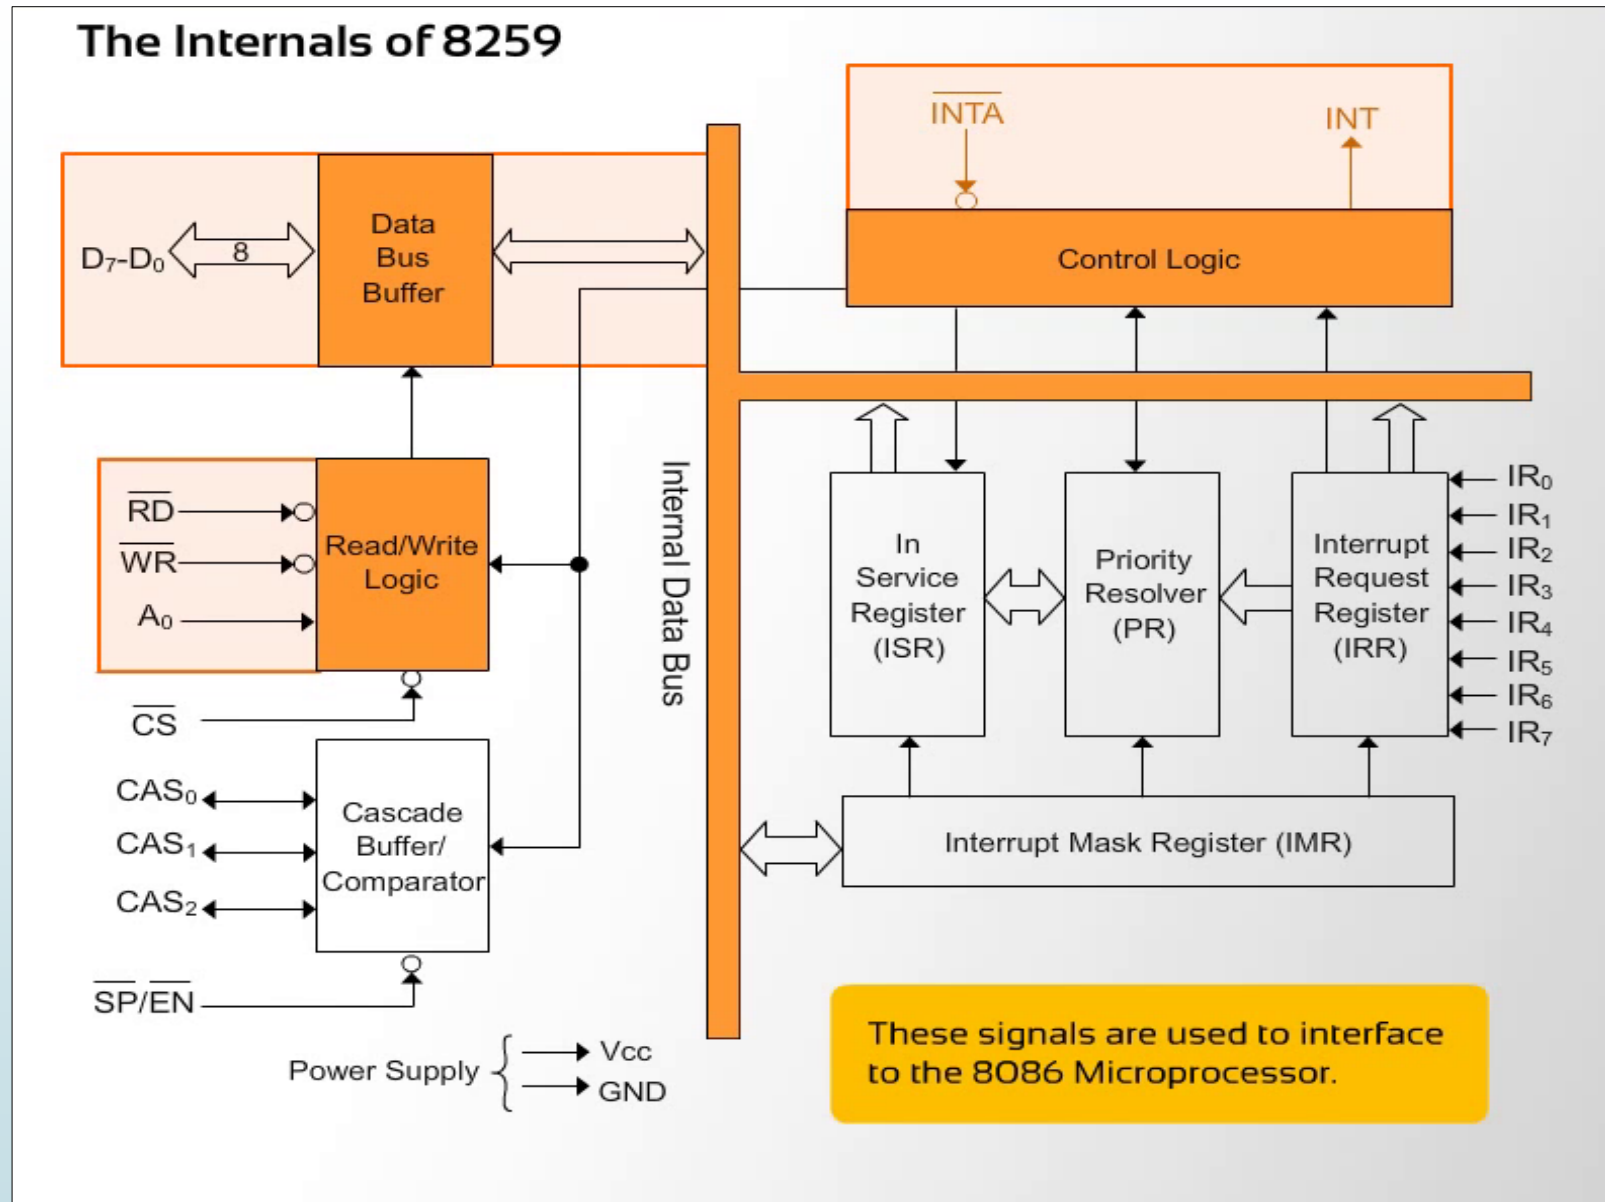 The Internals of 8259
INTA
INT
Data
Bus
Buffer
D7-D0
8
Control Logic
RD
WR
A0
Read/Write
Logic
CS
Internal Data Bus
In
Service
Register
(ISR)
Priority
Resolver
(PR)
Interrupt
Request
Register
(IRR)
IR0
IR1
IR2
IR3
IR4
IR5
IR6
IR7
CAS0
CAS1
CAS2
Cascade
Buffer/
Comparator
SP/EN
Interrupt Mask Register (IMR)
Power Supply
Vcc
GND
These signals are used to interface
to the 8086 Microprocessor.